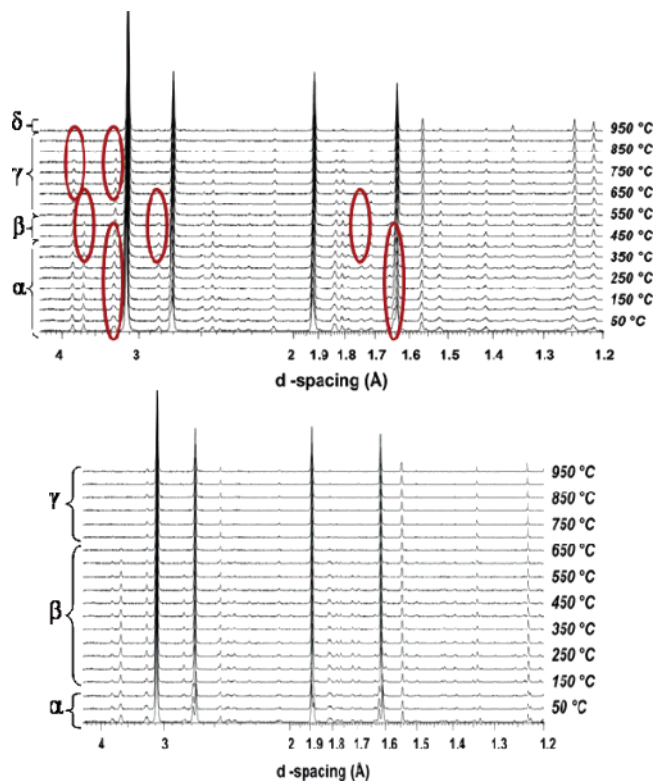 δ 950 °C
850 °C
γ 750 °C
650 °C
550 °C
β 450 °C
350 °C
α 250 °C
150 °C
50 °C
4 3 2 1.9 1.8 1.7 1.6 1.5 1.4 1.3 1.2
d -spacing (Å)
950 °C
γ 850 °C
750 °C
650 °C
550 °C
β 450 °C
350 °C
250 °C
150 °C
α 50 °C
4 3 2 1.9 1.8 1.7 1.6 1.5 1.4 1.3 1.2
d -spacing (Å)